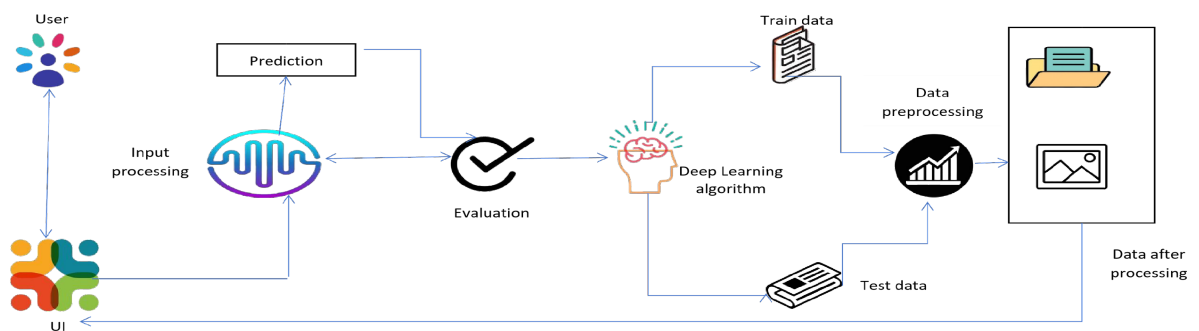 User
Prediction
Input
processing
Evaluation
UI
Train data
Deep Learning
algorithm
Data
preprocessing
Test data
Data after
processing